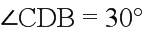 ∠CDB = 30°